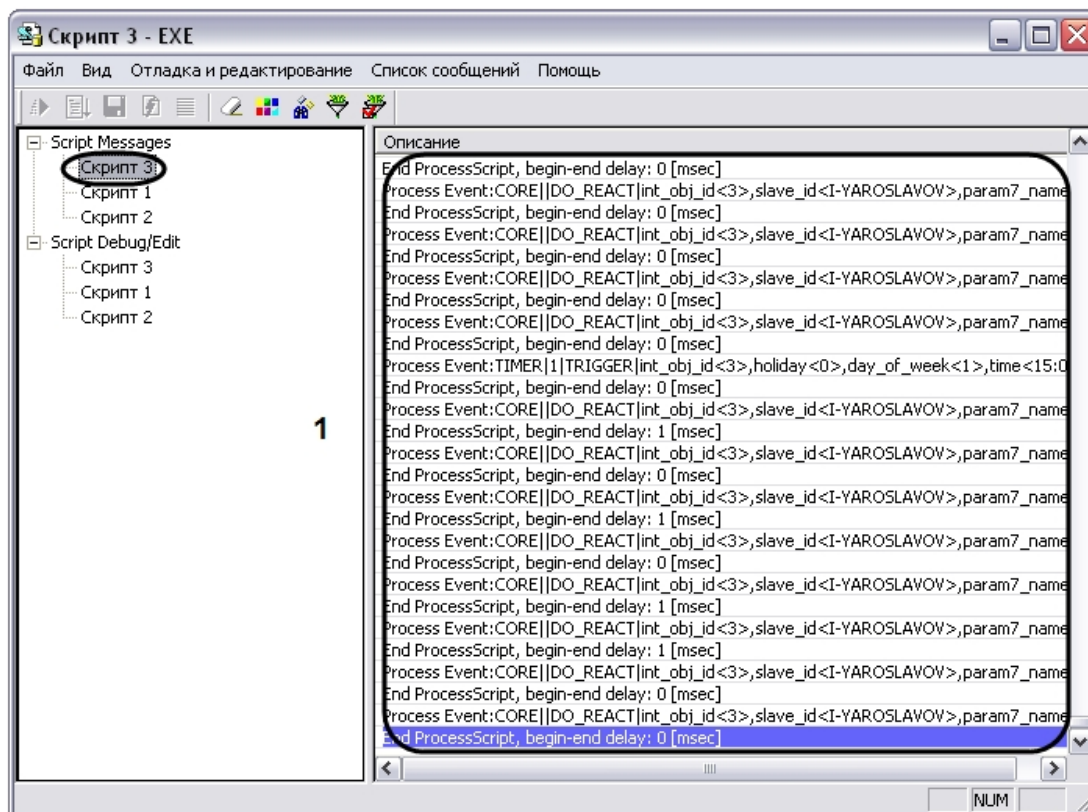 Скрипт 3 - EXE
Файл Вид Отладка и редактирование Список сообщений Помощь
Script Messages
Скрипт 3
Скрипт 1
Скрипт 2
Script Debug/Edit
Скрипт 3
Скрипт 1
Скрипт 2
1
Описание
End ProcessScript, begin-end delay: 0 [msec]
Process Event:CORE||DO_REACT|int_obj_id<3>,slave_id<I-YAROSLAVOV>,param7_name
End ProcessScript, begin-end delay: 0 [msec]
Process Event:CORE||DO_REACT|int_obj_id<3>,slave_id<I-YAROSLAVOV>,param7_name
End ProcessScript, begin-end delay: 0 [msec]
Process Event:CORE||DO_REACT|int_obj_id<3>,slave_id<I-YAROSLAVOV>,param7_name
End ProcessScript, begin-end delay: 0 [msec]
Process Event:CORE||DO_REACT|int_obj_id<3>,slave_id<I-YAROSLAVOV>,param7_name
End ProcessScript, begin-end delay: 0 [msec]
Process Event:TIMER|1|TRIGGER|int_obj_id<3>,holiday<0>,day_of_week<1>,time<15:0
End ProcessScript, begin-end delay: 0 [msec]
Process Event:CORE||DO_REACT|int_obj_id<3>,slave_id<I-YAROSLAVOV>,param7_name
End ProcessScript, begin-end delay: 1 [msec]
Process Event:CORE||DO_REACT|int_obj_id<3>,slave_id<I-YAROSLAVOV>,param7_name
End ProcessScript, begin-end delay: 0 [msec]
Process Event:CORE||DO_REACT|int_obj_id<3>,slave_id<I-YAROSLAVOV>,param7_name
End ProcessScript, begin-end delay: 1 [msec]
Process Event:CORE||DO_REACT|int_obj_id<3>,slave_id<I-YAROSLAVOV>,param7_name
End ProcessScript, begin-end delay: 0 [msec]
Process Event:CORE||DO_REACT|int_obj_id<3>,slave_id<I-YAROSLAVOV>,param7_name
End ProcessScript, begin-end delay: 1 [msec]
Process Event:CORE||DO_REACT|int_obj_id<3>,slave_id<I-YAROSLAVOV>,param7_name
End ProcessScript, begin-end delay: 1 [msec]
Process Event:CORE||DO_REACT|int_obj_id<3>,slave_id<I-YAROSLAVOV>,param7_name
End ProcessScript, begin-end delay: 0 [msec]
Process Event:CORE||DO_REACT|int_obj_id<3>,slave_id<I-YAROSLAVOV>,param7_name
End ProcessScript, begin-end delay: 0 [msec]
NUM